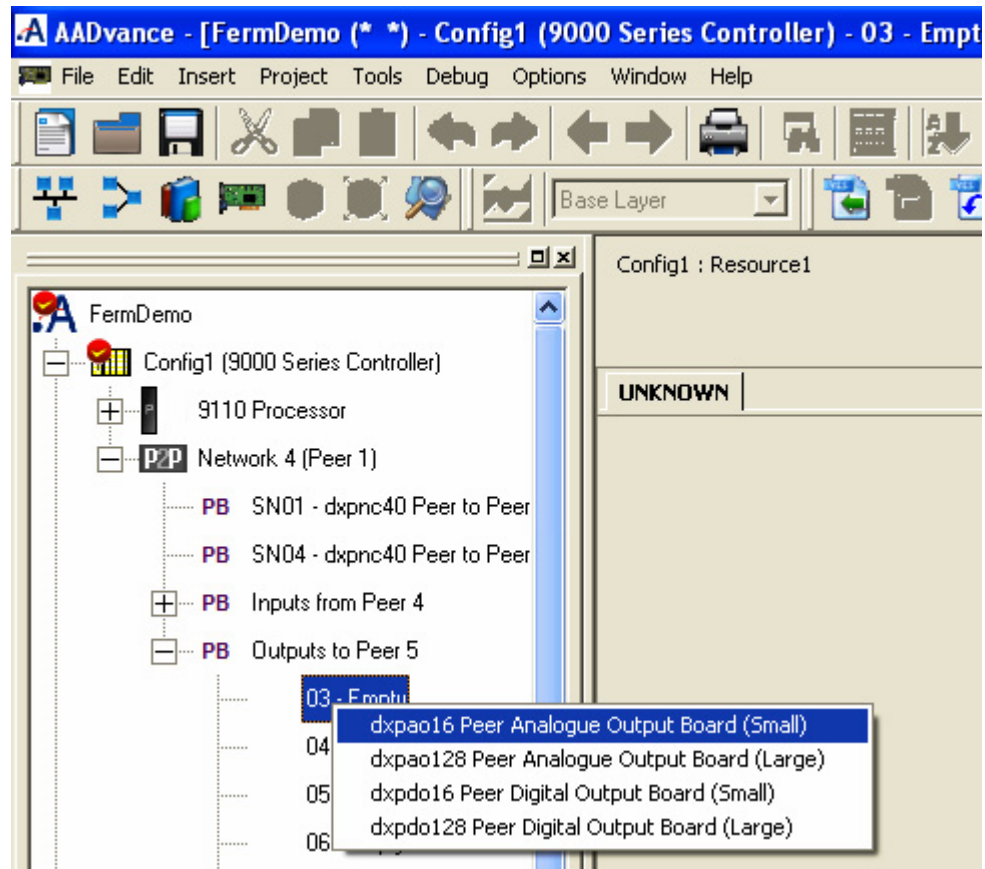 AADvance - [FermDemo (* *) - Config1 (9000 Series Controller) - 03 - Empt
File Edit Insert Project Tools Debug Options Window Help
Base Layer
Config1 : Resource1
UNKNOWN
FermDemo
Config1 (9000 Series Controller)
9110 Processor
P2P Network 4 (Peer 1)
PB SN01 - dxpnc40 Peer to Peer
PB SN04 - dxpnc40 Peer to Peer
PB Inputs from Peer 4
PB Outputs to Peer 5
03 - Empty
04
05
06
dxpao16 Peer Analogue Output Board (Small)
dxpao128 Peer Analogue Output Board (Large)
dxpdo16 Peer Digital Output Board (Small)
dxpdo128 Peer Digital Output Board (Large)